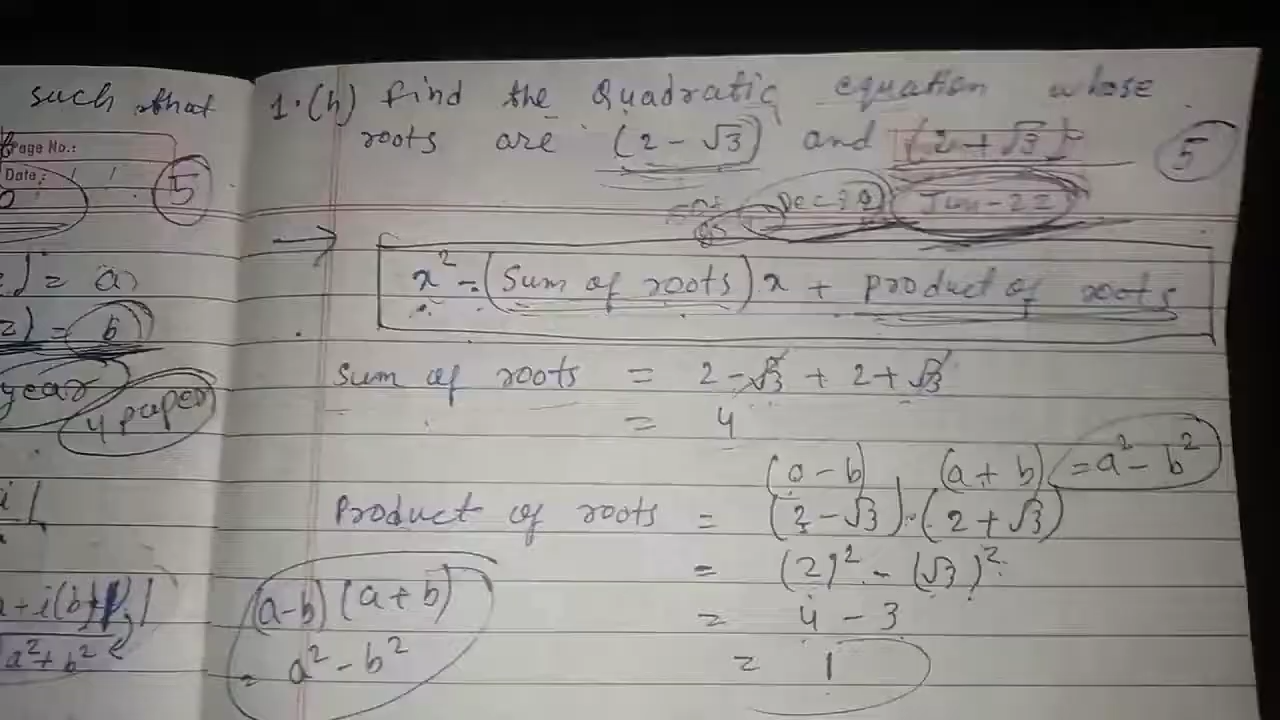 such that
Page No.:
Date: / /
5
= a
= b
year
4 paper
a²+b²
1.(h) find the Quadratic equation whose
roots are (2 - √3) and (2 + √3)
5
Dec Jun-22
→ x² - (Sum of roots) x + product of roots
Sum of roots = 2 - √3 + 2 + √3
= 4
(a - b) . (a + b) = a² - b²
Product of roots = (2 - √3) . (2 + √3)
= (2)² - (√3)²
= 4 - 3
= 1
(a-b) (a+b)
= a² - b²